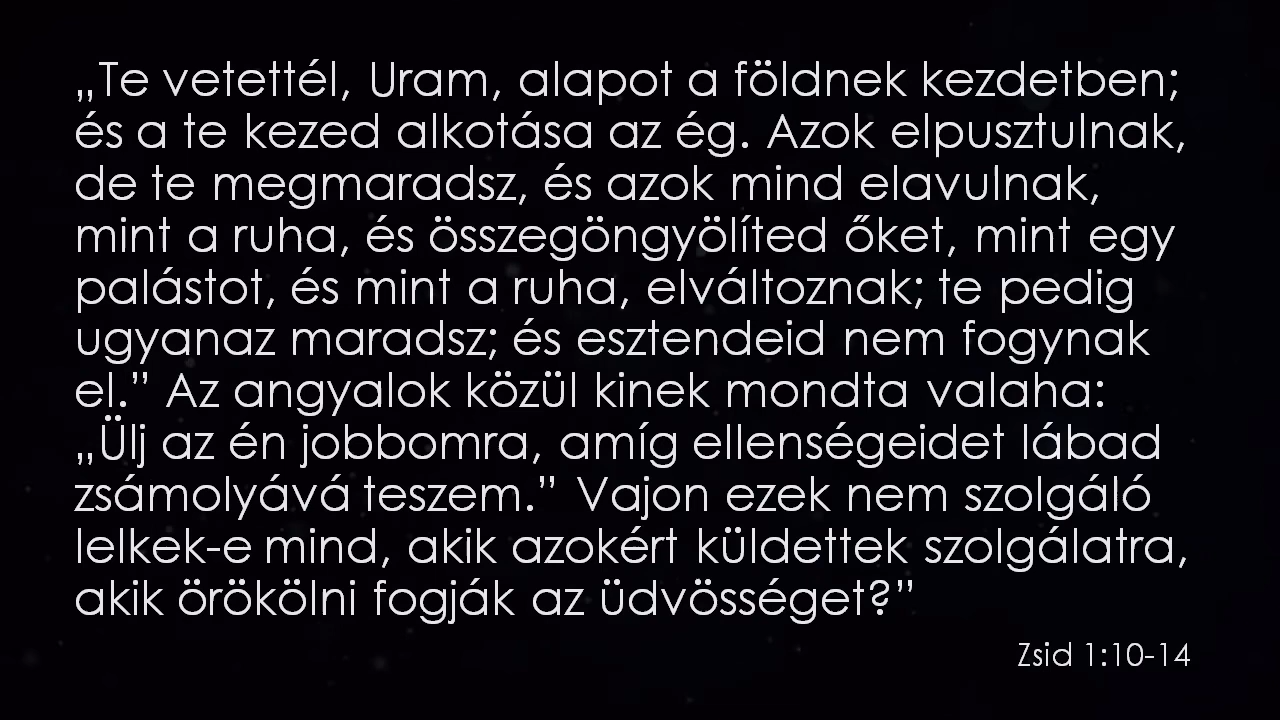 „Te vetettél, Uram, alapot a földnek kezdetben;
és a te kezed alkotása az ég. Azok elpusztulnak,
de te megmaradsz, és azok mind elavulnak,
mint a ruha, és összegöngyölíted őket, mint egy
palástot, és mint a ruha, elváltoznak; te pedig
ugyanaz maradsz; és esztendeid nem fogynak
el.” Az angyalok közül kinek mondta valaha:
„Ülj az én jobbomra, amíg ellenségeidet lábad
zsámolyává teszem.” Vajon ezek nem szolgáló
lelkek-e mind, akik azokért küldettek szolgálatra,
akik örökölni fogják az üdvösséget?”
Zsid 1:10-14